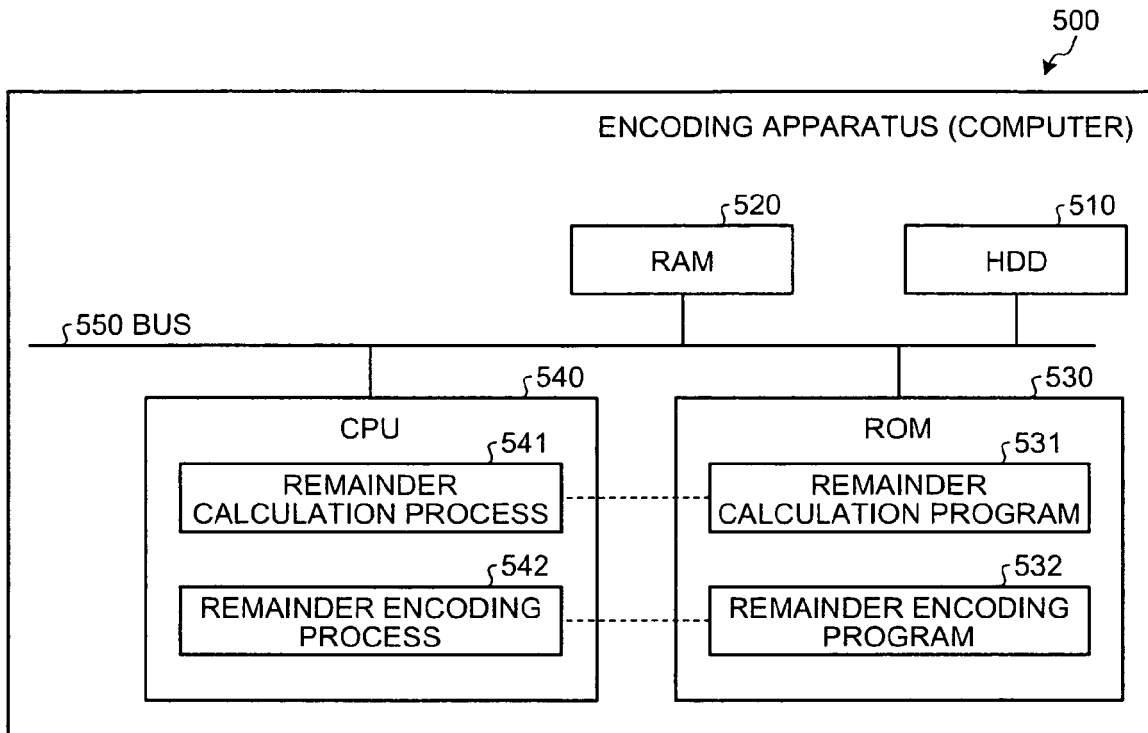 500
ENCODING APPARATUS (COMPUTER)
520
510
RAM
HDD
550 BUS
540
530
CPU
ROM
541
531
REMAINDER
CALCULATION PROCESS
REMAINDER
CALCULATION PROGRAM
542
532
REMAINDER ENCODING
PROCESS
REMAINDER ENCODING
PROGRAM